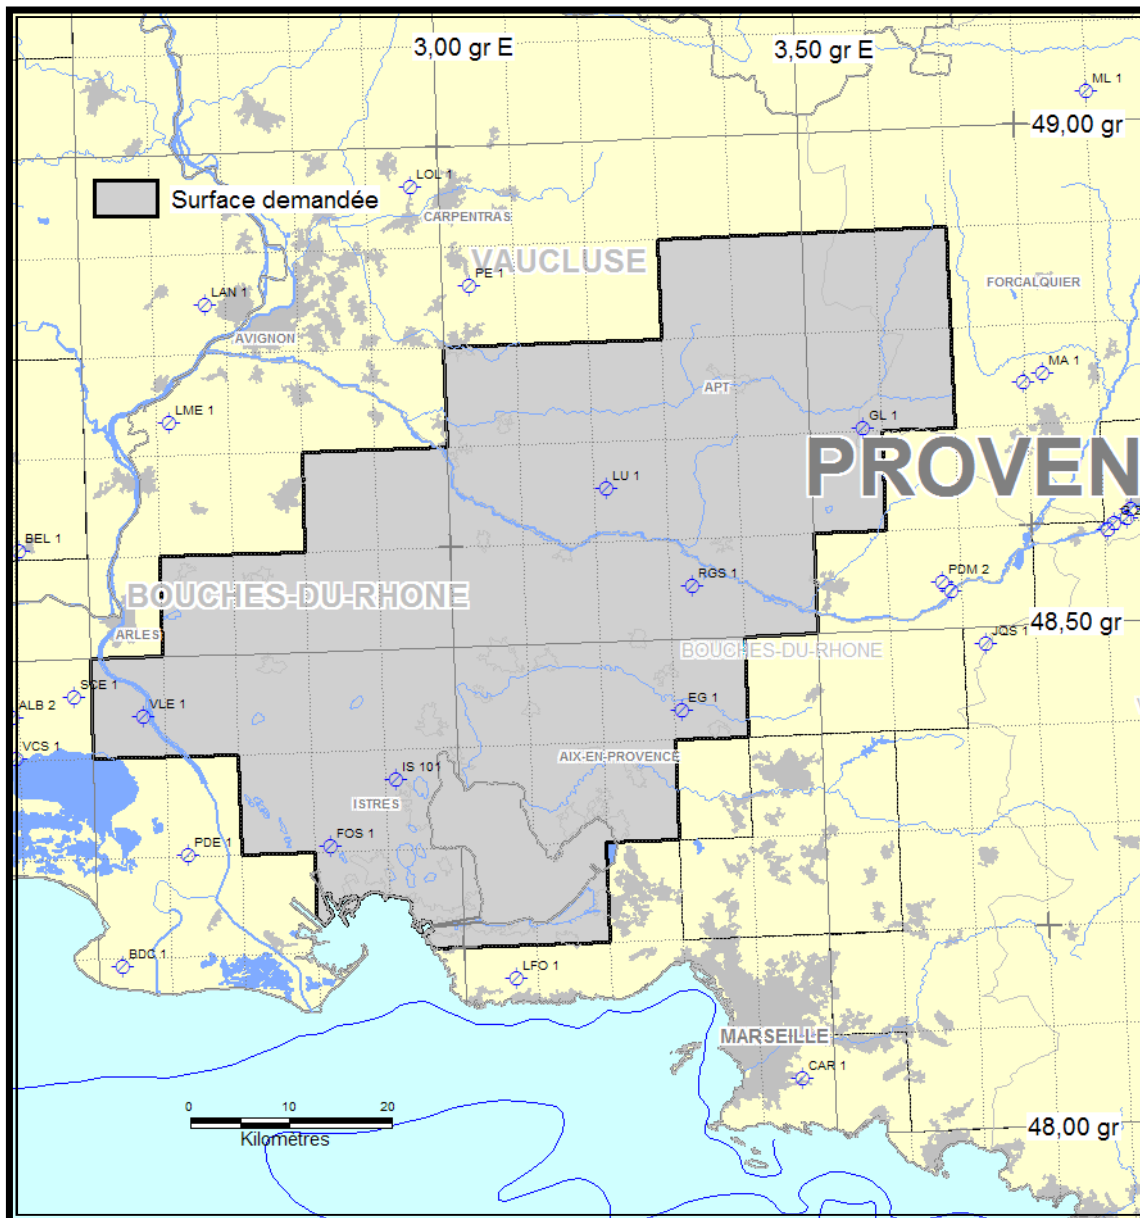 3,00 gr E
3,50 gr E
ML 1
49,00 gr
LOL 1
Surface demandée
CARPENTRAS
VAUCLUSE
PE 1
FORCALQUIER
LAN 1
AVIGNON
MA 1
APT
LME 1
GL 1
PROVEN
LU 1
BEL 1
RGS 1
PDM 2
BOUCHES-DU-RHONE
48,50 gr
ARLES
JQS 1
BOUCHES-DU-RHONE
SCE 1
ALB 2
VLE 1
EG 1
VCS 1
AIX-EN-PROVENCE
IS 101
ISTRES
FOS 1
PDE 1
BDC 1
LFO 1
MARSEILLE
CAR 1
0 10 20
Kilomètres
48,00 gr